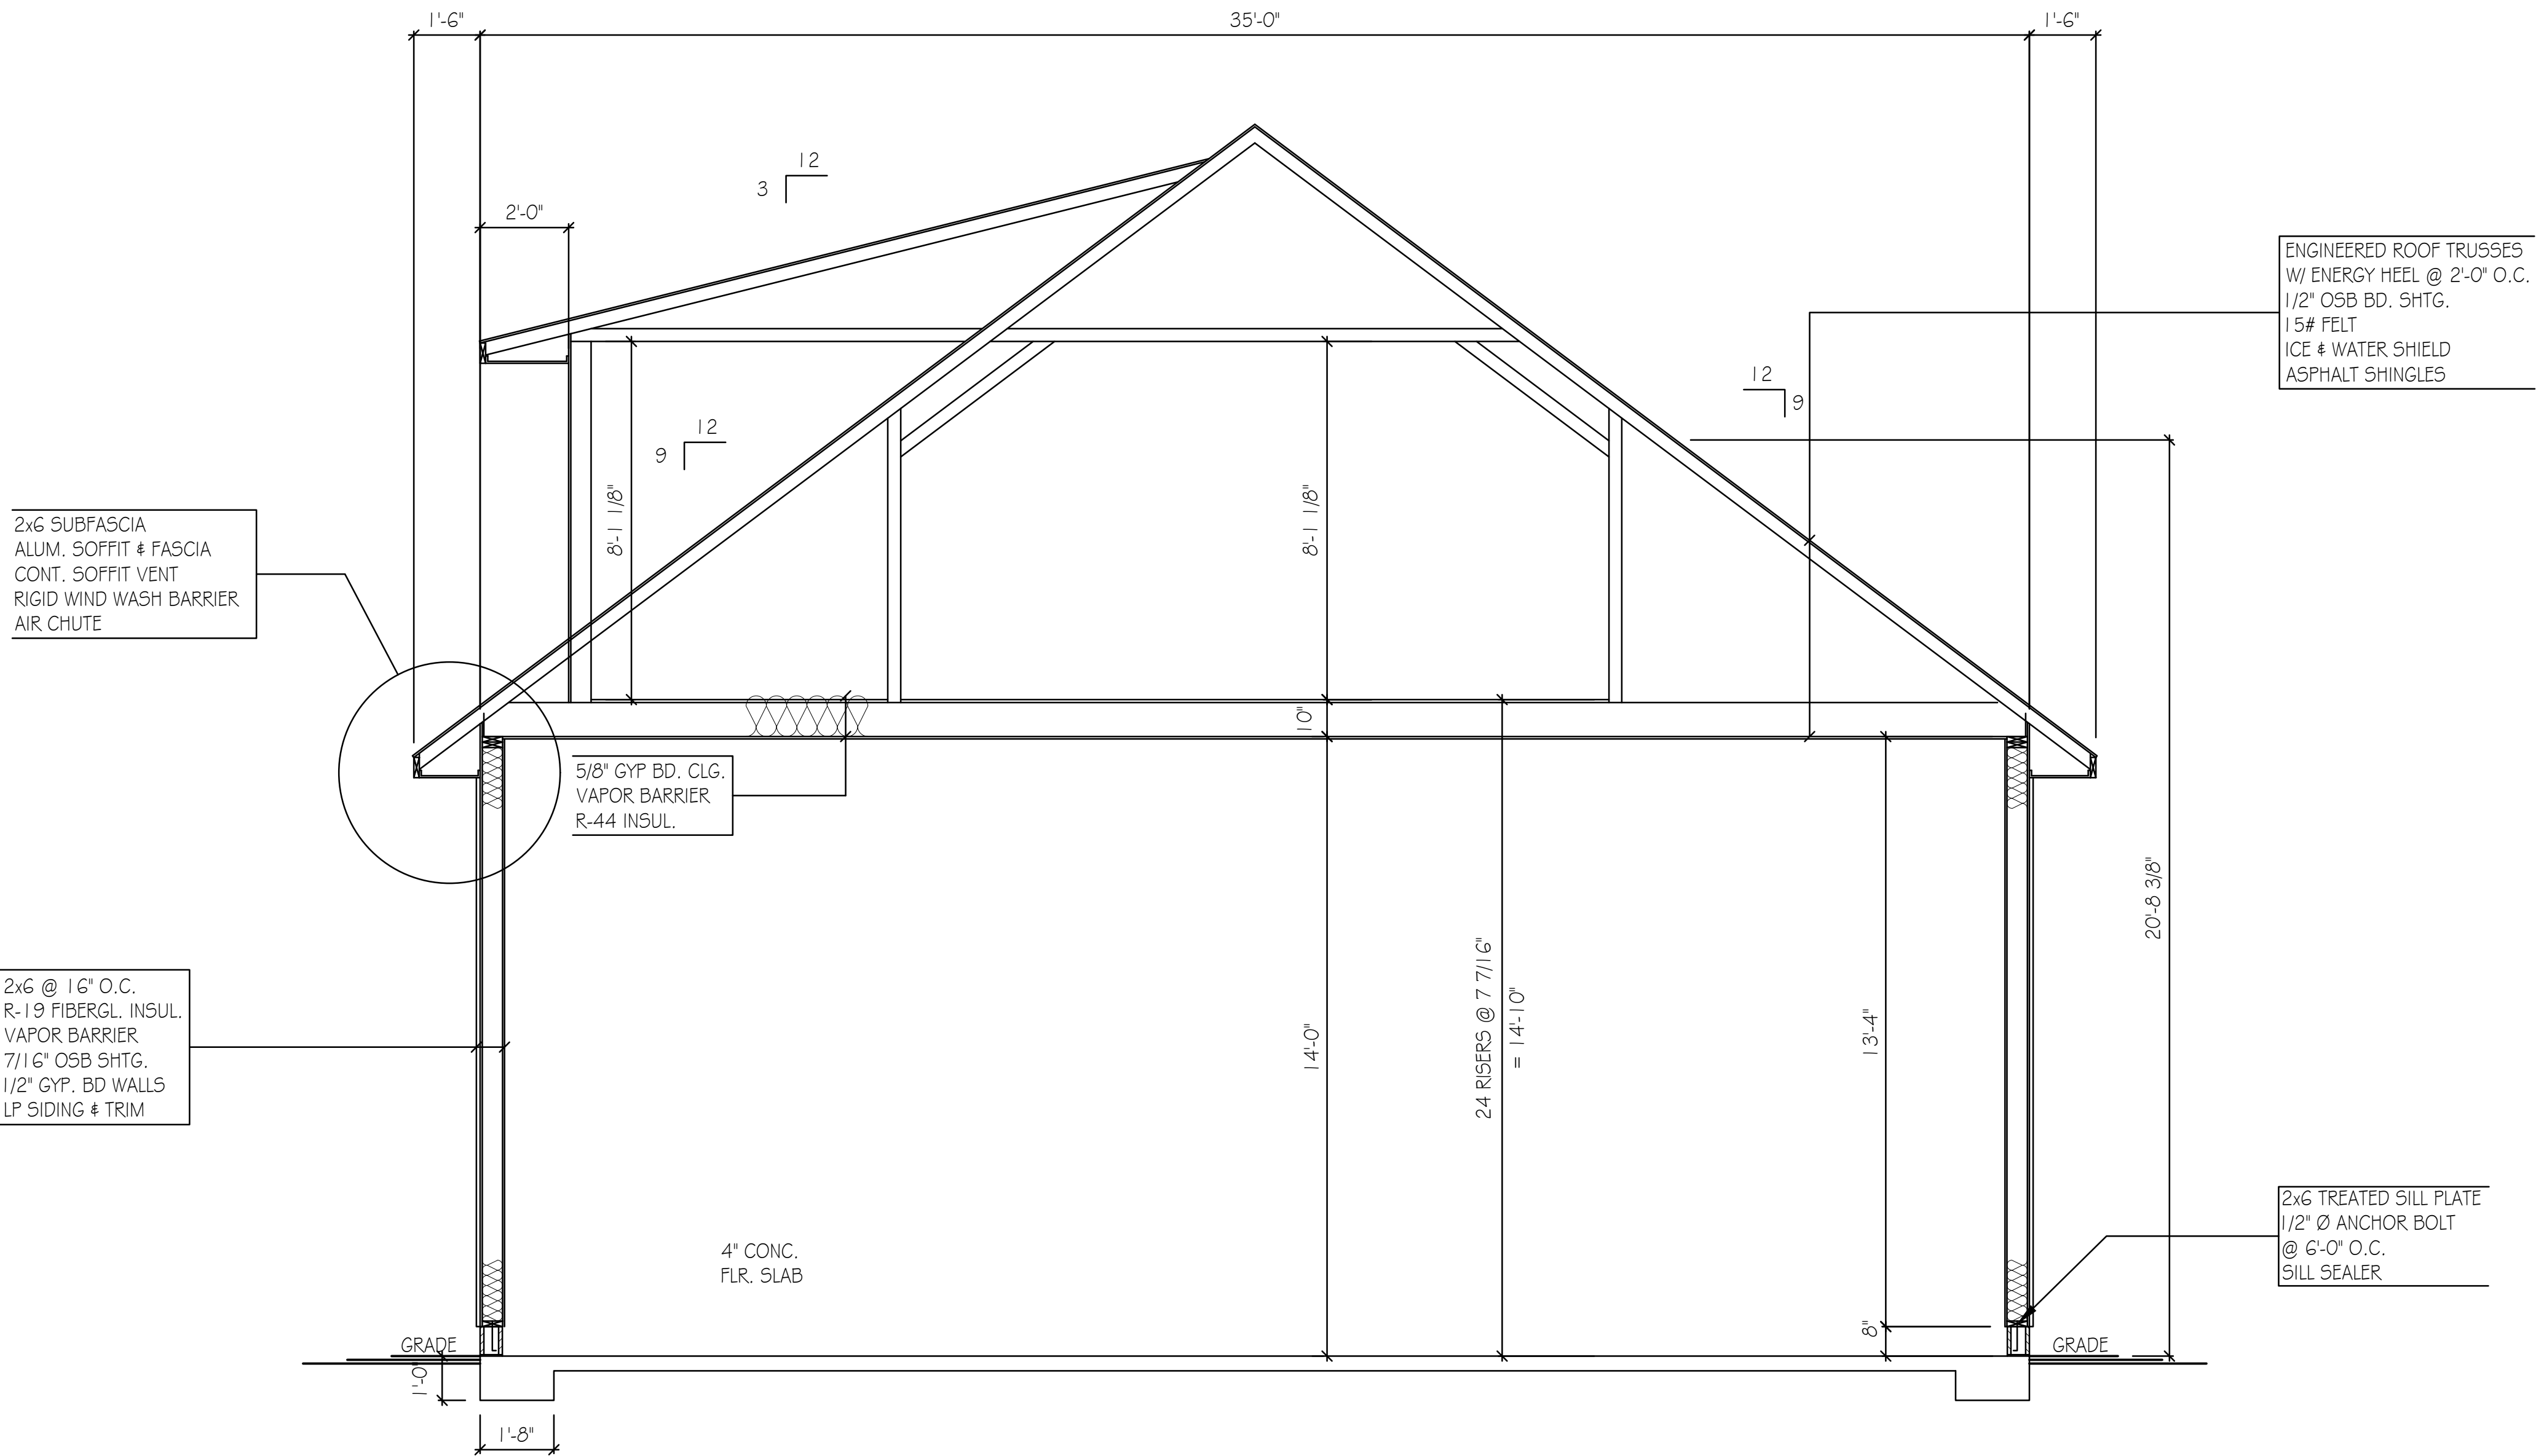 1'-6"
35'-0"
1'-6"
12
3
2'-0"
ENGINEERED ROOF TRUSSES
W/ ENERGY HEEL @ 2'-0" O.C.
1/2" OSB BD. SHTG.
15# FELT
ICE & WATER SHIELD
ASPHALT SHINGLES
12
9
12
9
8'-1 1/8"
8'-1 1/8"
2x6 SUBFASCIA
ALUM. SOFFIT & FASCIA
CONT. SOFFIT VENT
RIGID WIND WASH BARRIER
AIR CHUTE
10"
5/8" GYP BD. CLG.
VAPOR BARRIER
R-44 INSUL.
20'-8 3/8"
2x6 @ 16" O.C.
R-19 FIBERGL. INSUL.
VAPOR BARRIER
7/16" OSB SHTG.
1/2" GYP. BD WALLS
LP SIDING & TRIM
14'-0"
24 RISERS @ 7 7/16"
= 14'-10"
13'-4"
4" CONC.
FLR. SLAB
2x6 TREATED SILL PLATE
1/2" Ø ANCHOR BOLT
@ 6'-0" O.C.
SILL SEALER
8"
GRADE
GRADE
1'-0"
1'-8"